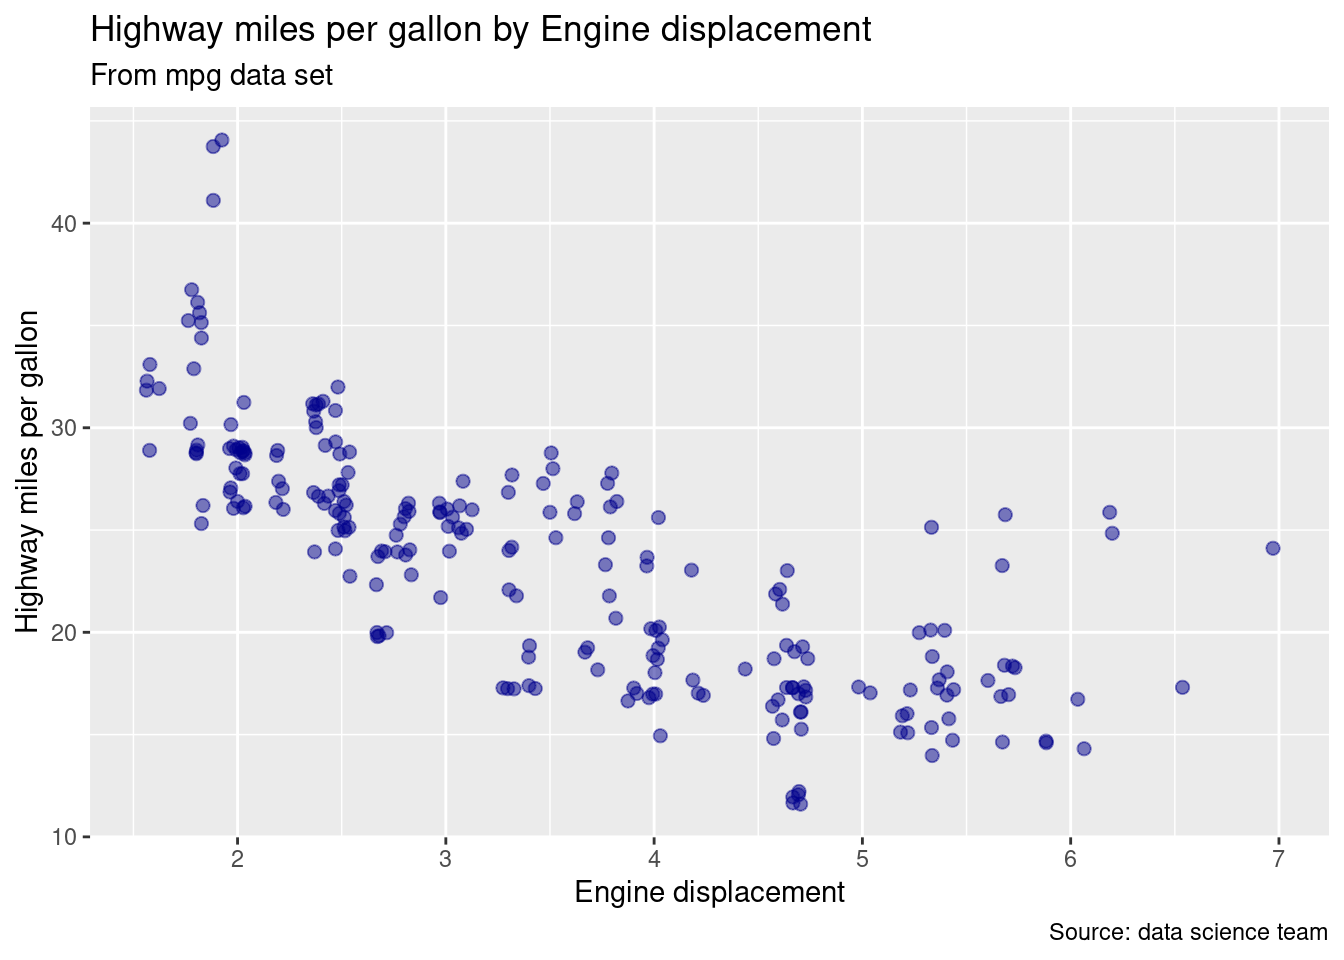 Highway miles per gallon by Engine displacement
From mpg data set
Highway miles per gallon
40
30
20
10
2 3 4 5 6 7
Engine displacement
Source: data science team